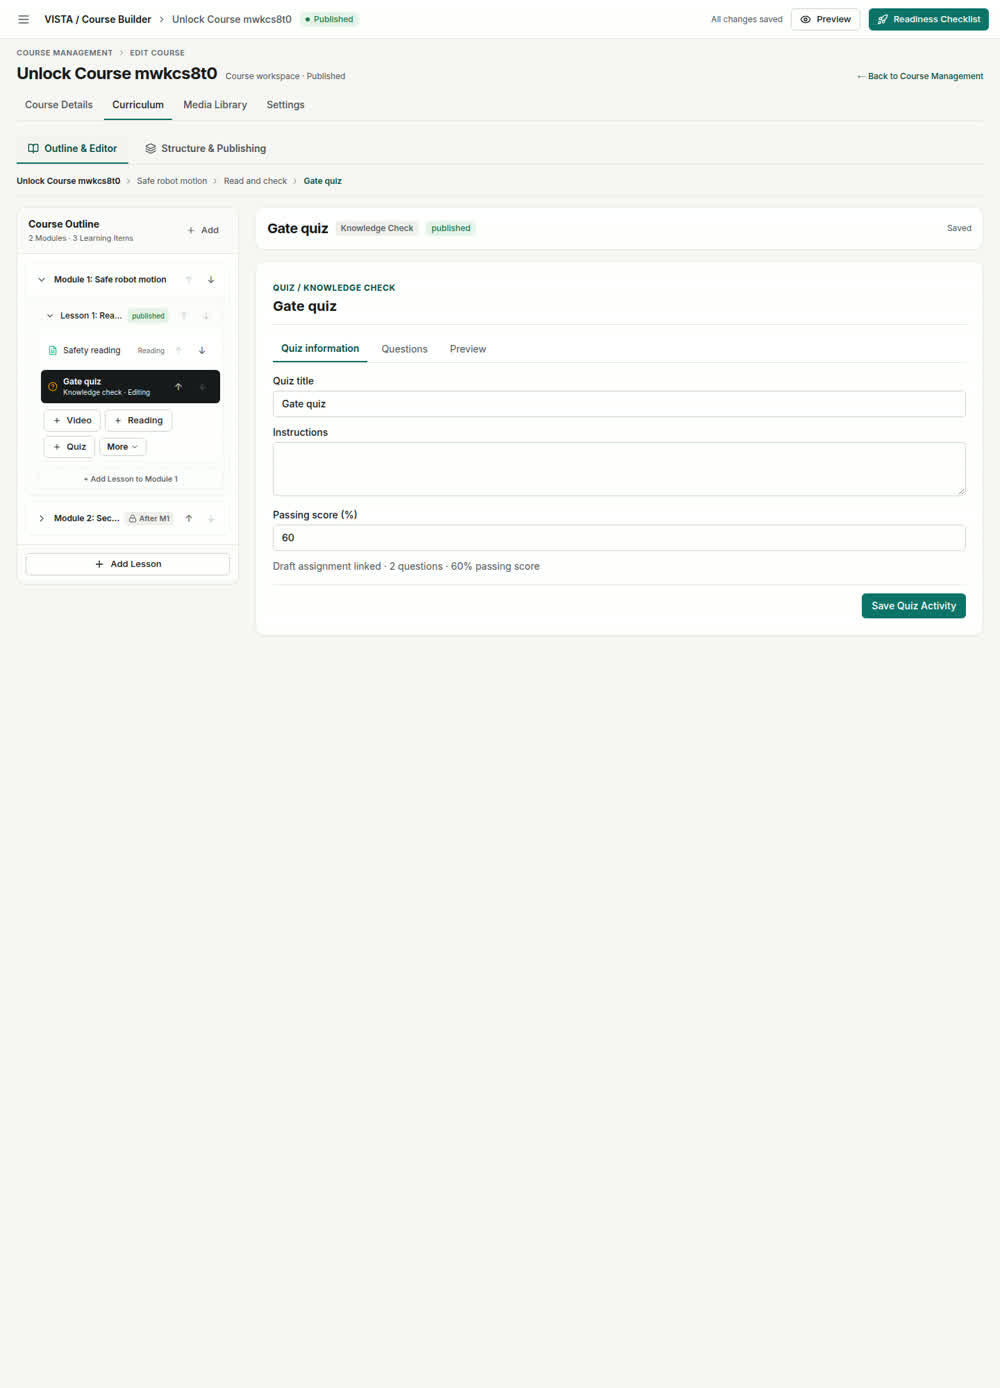 VISTA / Course Builder > Unlock Course mwkcs8t0 Published
All changes saved Preview Readiness Checklist
COURSE MANAGEMENT > EDIT COURSE
Unlock Course mwkcs8t0 Course workspace · Published
← Back to Course Management
Course Details Curriculum Media Library Settings
Outline & Editor Structure & Publishing
Unlock Course mwkcs8t0 > Safe robot motion > Read and check > Gate quiz
Course Outline
2 Modules · 3 Learning Items
+ Add
Module 1: Safe robot motion ↑ ↓
Lesson 1: Rea... published ↑ ↓
Safety reading Reading ↑ ↓
Gate quiz
Knowledge check · Editing ↑ ↓
+ Video + Reading
+ Quiz More
+ Add Lesson to Module 1
Module 2: Sec... After M1 ↑ ↓
+ Add Lesson
Gate quiz Knowledge Check published Saved
QUIZ / KNOWLEDGE CHECK
Gate quiz
Quiz information Questions Preview
Quiz title
Gate quiz
Instructions
Passing score (%)
60
Draft assignment linked · 2 questions · 60% passing score
Save Quiz Activity